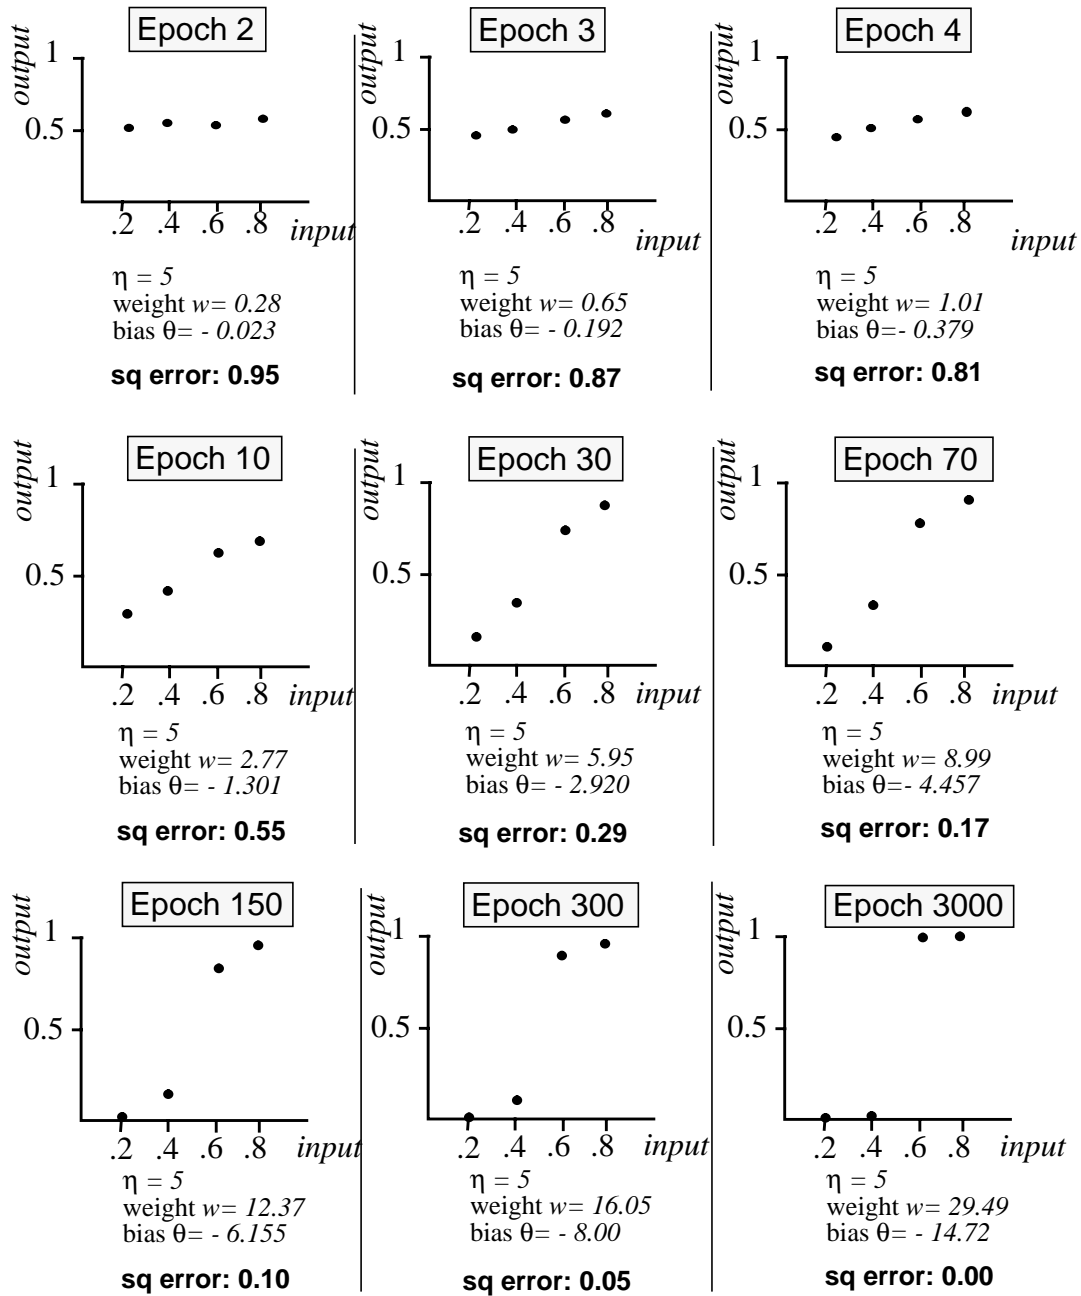 Epoch 2
output
1
0.5
.2 .4 .6 .8 input
η = 5
weight w= 0.28
bias θ= - 0.023
sq error: 0.95
Epoch 3
output
1
0.5
.2 .4 .6 .8 input
η = 5
weight w= 0.65
bias θ= - 0.192
sq error: 0.87
Epoch 4
output
1
0.5
.2 .4 .6 .8 input
η = 5
weight w= 1.01
bias θ=- 0.379
sq error: 0.81
Epoch 10
output
1
0.5
.2 .4 .6 .8 input
η = 5
weight w= 2.77
bias θ= - 1.301
sq error: 0.55
Epoch 30
output
1
0.5
.2 .4 .6 .8 input
η = 5
weight w= 5.95
bias θ= - 2.920
sq error: 0.29
Epoch 70
output
1
0.5
.2 .4 .6 .8 input
η = 5
weight w= 8.99
bias θ=- 4.457
sq error: 0.17
Epoch 150
output
1
0.5
.2 .4 .6 .8 input
η = 5
weight w= 12.37
bias θ= - 6.155
sq error: 0.10
Epoch 300
output
1
0.5
.2 .4 .6 .8 input
η = 5
weight w= 16.05
bias θ= - 8.00
sq error: 0.05
Epoch 3000
output
1
0.5
.2 .4 .6 .8 input
η = 5
weight w= 29.49
bias θ= - 14.72
sq error: 0.00